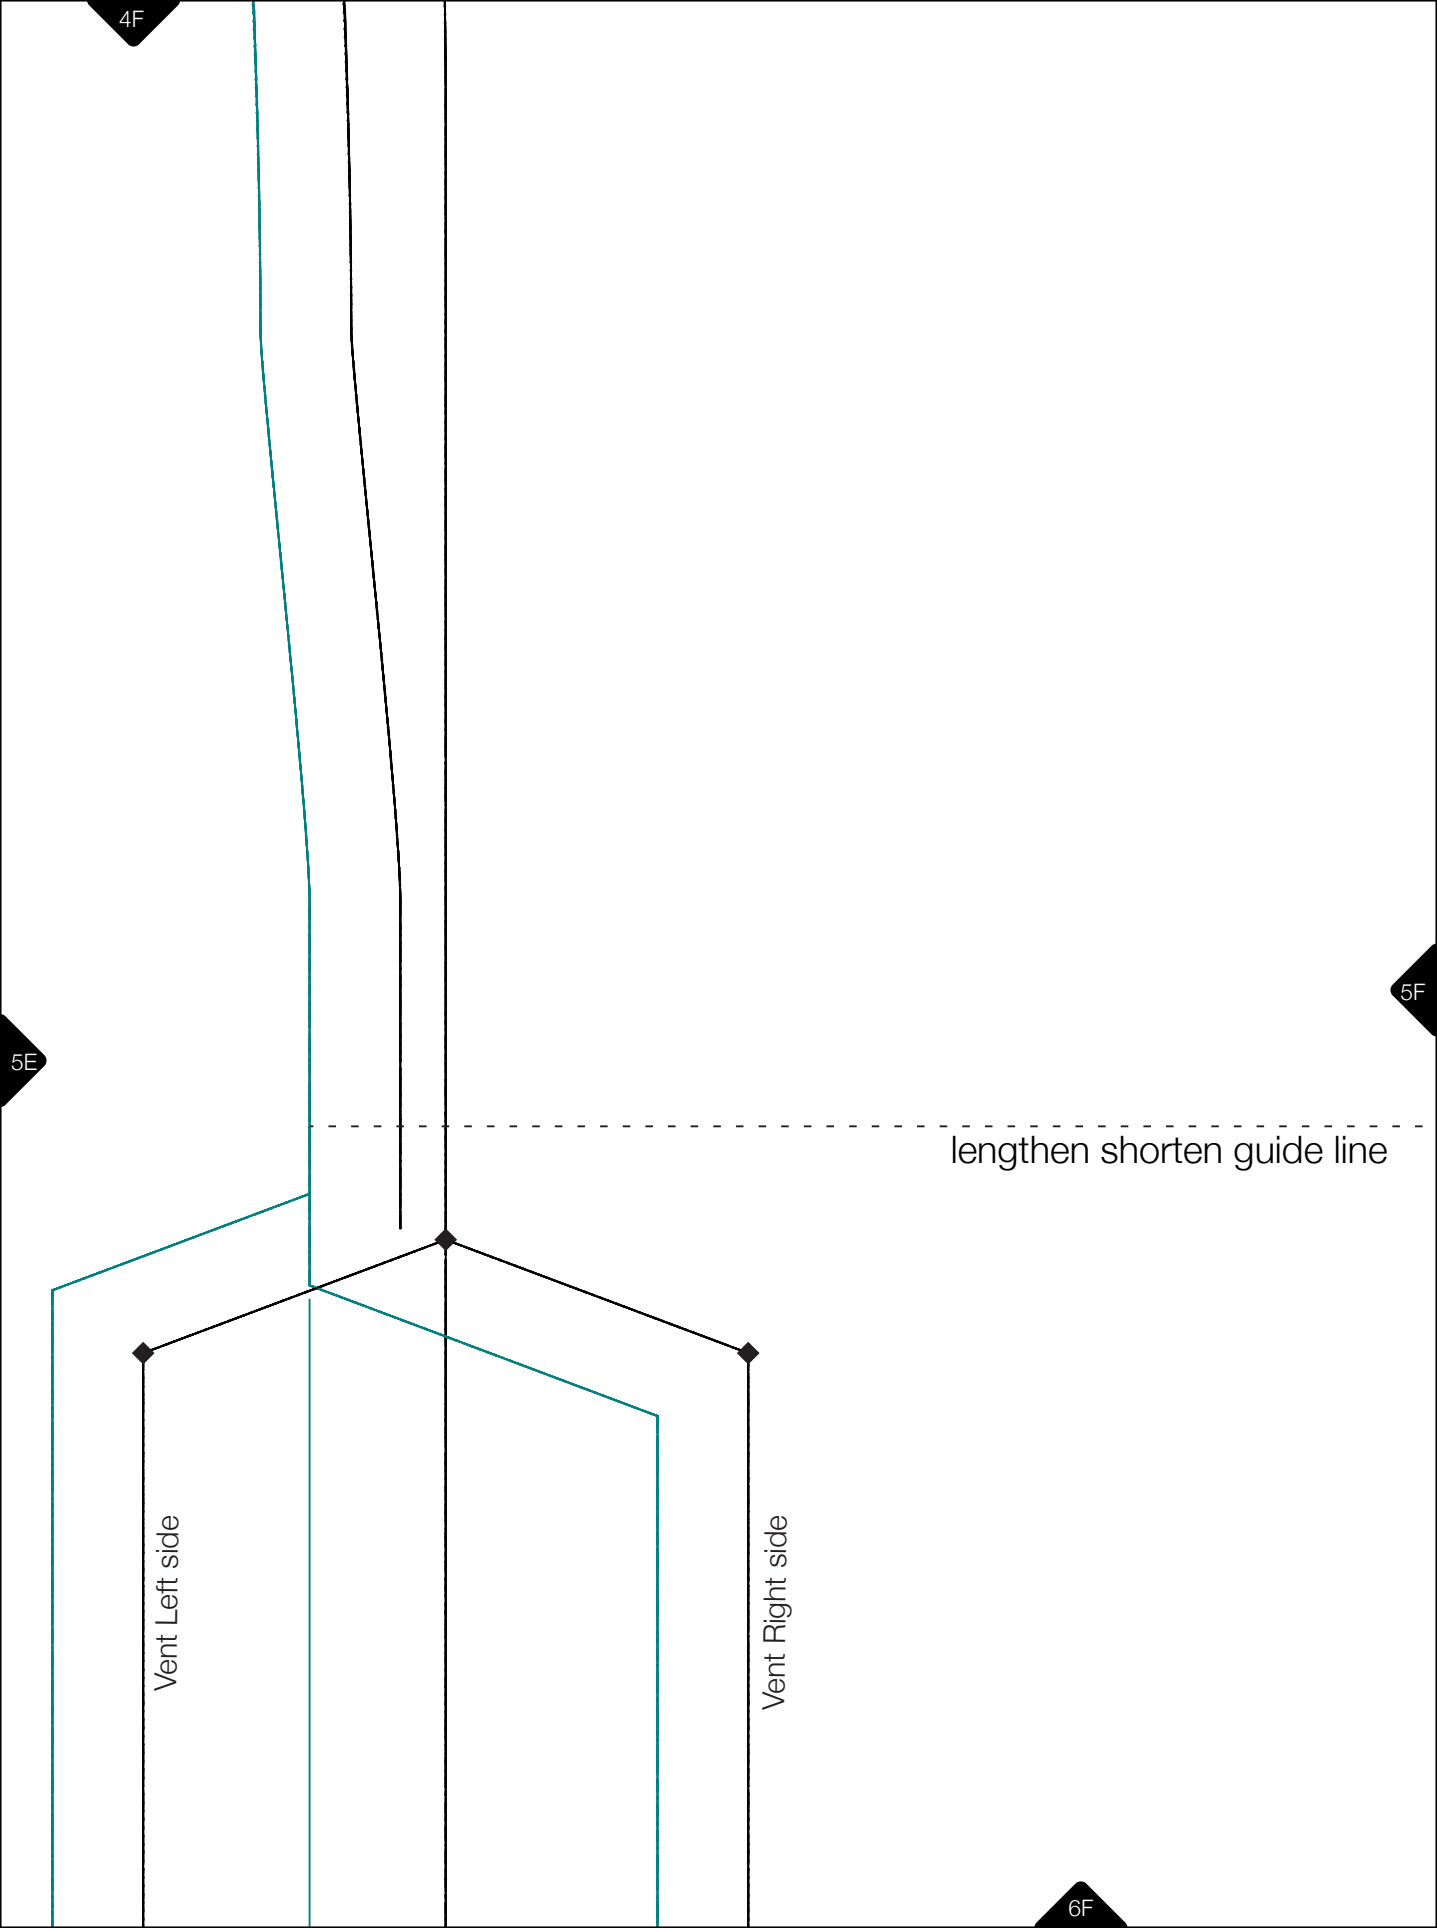 4F
5F
5E
lengthen shorten guide line
Vent Left side
Vent Right side
6F